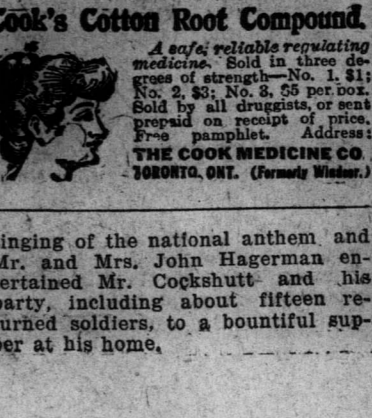 Cook's Cotton Root Compound.
A safe, reliable regulating
medicine. Sold in three de-
grees of strength—No. 1, $1;
No. 2, $3; No. 3, $5 per box.
Sold by all druggists, or sent
prepaid on receipt of price.
Free pamphlet. Address:
THE COOK MEDICINE CO
TORONTO, ONT. (Formerly Windsor.)
inging of the national anthem and
Mr. and Mrs. John Hagerman en-
ertained Mr. Cockshutt and his
party, including about fifteen re-
urned soldiers, to a bountiful sup-
per at his home.